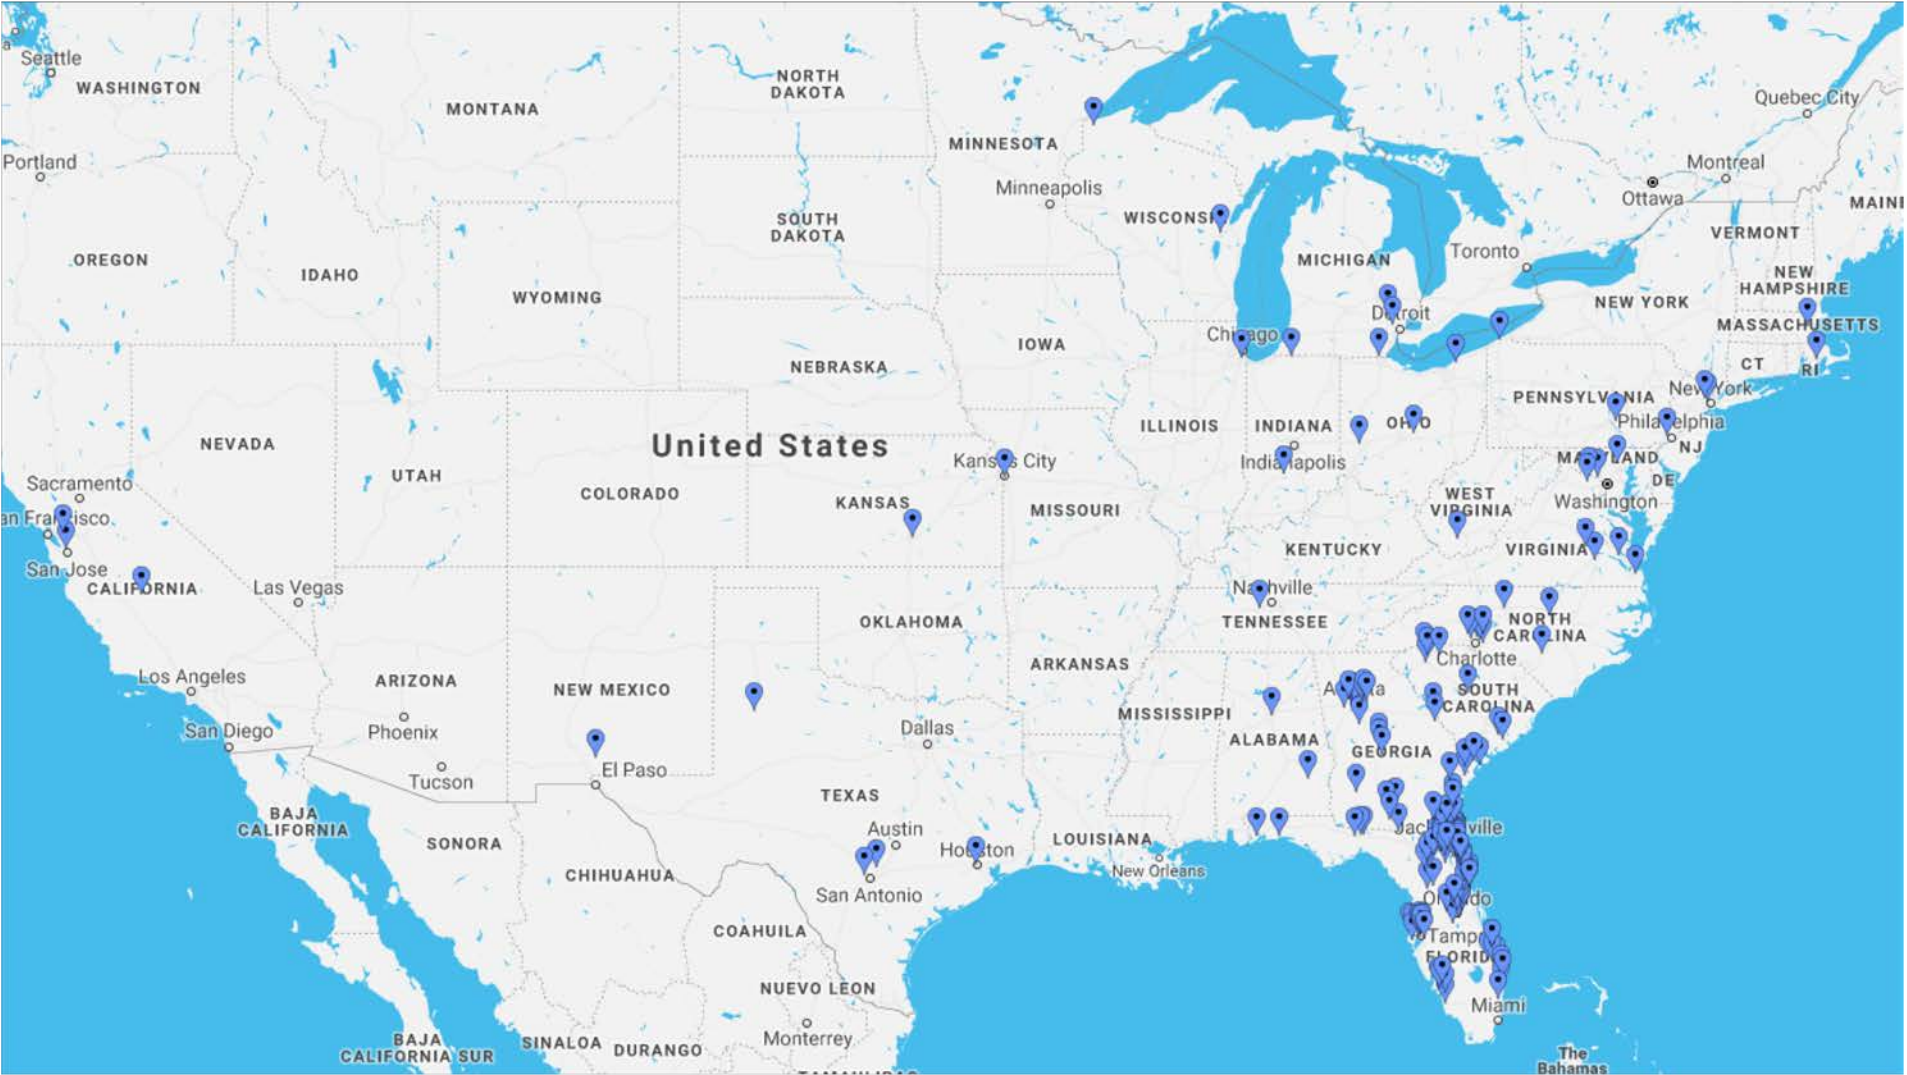 Seattle
WASHINGTON
MONTANA
NORTH
DAKOTA
Quebec City
MINNESOTA
Portland
Minneapolis
Montreal
Ottawa
MAINE
SOUTH
DAKOTA
WISCONSI
VERMONT
OREGON
IDAHO
MICHIGAN
Toronto
NEW
HAMPSHIRE
WYOMING
NEW YORK
Detroit
MASSACHUSETTS
Chicago
IOWA
NEBRASKA
CT
RI
PENNSYLVANIA
New York
ILLINOIS
INDIANA
OHIO
Philadelphia
NEVADA
United States
NJ
Kansas City
Indianapolis
MARYLAND
UTAH
Sacramento
COLORADO
DE
KANSAS
MISSOURI
WEST
VIRGINIA
Washington
an Francisco
KENTUCKY
VIRGINIA
San Jose
CALIFORNIA
Las Vegas
Nashville
OKLAHOMA
TENNESSEE
NORTH
CAROLINA
Charlotte
ARKANSAS
Los Angeles
ARIZONA
NEW MEXICO
Atlanta
SOUTH
CAROLINA
MISSISSIPPI
San Diego
Phoenix
Dallas
ALABAMA
GEORGIA
El Paso
Tucson
TEXAS
BAJA
CALIFORNIA
Austin
Jacksonville
SONORA
LOUISIANA
Houston
CHIHUAHUA
New Orleans
San Antonio
Orlando
COAHUILA
Tampa
FLORID
NUEVO LEON
Miami
Monterrey
BAJA
CALIFORNIA SUR
SINALOA
DURANGO
The
Bahamas
TAMAULIPAS